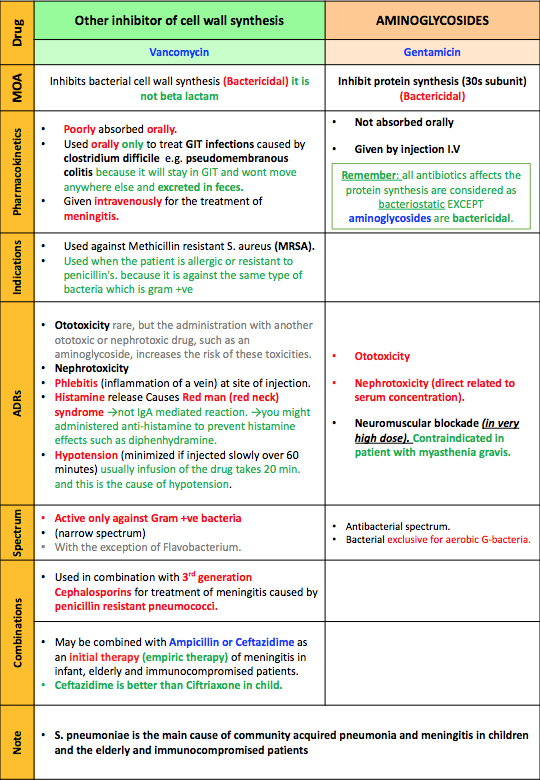 Drug
Other inhibitor of cell wall synthesis
AMINOGLYCOSIDES
Vancomycin
Gentamicin
MOA
Inhibits bacterial cell wall synthesis (Bactericidal) it is
not beta lactam
Inhibit protein synthesis (30s subunit)
(Bactericidal)
Pharmacokinetics
• Poorly absorbed orally.
• Used orally only to treat GIT infections caused by
clostridium difficile e.g. pseudomembranous
colitis because it will stay in GIT and wont move
anywhere else and excreted in feces.
• Given intravenously for the treatment of
meningitis.
• Not absorbed orally
• Given by injection I.V
Remember: all antibiotics affects the
protein synthesis are considered as
bacteriostatic EXCEPT
aminoglycosides are bactericidal.
Indications
• Used against Methicillin resistant S. aureus (MRSA).
• Used when the patient is allergic or resistant to
penicillin's. because it is against the same type of
bacteria which is gram +ve
ADRs
• Ototoxicity rare, but the administration with another
ototoxic or nephrotoxic drug, such as an
aminoglycoside, increases the risk of these toxicities.
• Nephrotoxicity
• Phlebitis (inflammation of a vein) at site of injection.
• Histamine release Causes Red man (red neck)
syndrome →not IgA mediated reaction. →you might
administered anti-histamine to prevent histamine
effects such as diphenhydramine.
• Hypotension (minimized if injected slowly over 60
minutes) usually infusion of the drug takes 20 min.
and this is the cause of hypotension.
• Ototoxicity
• Nephrotoxicity (direct related to
serum concentration).
• Neuromuscular blockade (in very
high dose). Contraindicated in
patient with myasthenia gravis.
Spectrum
• Active only against Gram +ve bacteria
• (narrow spectrum)
• With the exception of Flavobacterium.
• Antibacterial spectrum.
• Bacterial exclusive for aerobic G-bacteria.
Combinations
• Used in combination with 3rd generation
Cephalosporins for treatment of meningitis caused by
penicillin resistant pneumococci.
• May be combined with Ampicillin or Ceftazidime as
an initial therapy (empiric therapy) of meningitis in
infant, elderly and immunocompromised patients.
• Ceftazidime is better than Ciftriaxone in child.
Note
• S. pneumoniae is the main cause of community acquired pneumonia and meningitis in children
and the elderly and immunocompromised patients